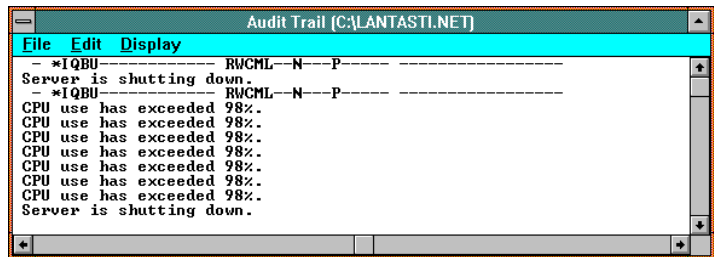 Audit Trail (C:\LANTASTI.NET)
File Edit Display
- *IQBU------------- RWCML--N---P----- ------------------
Server is shutting down.
- *IQBU------------- RWCML--N---P----- ------------------
CPU use has exceeded 98%.
CPU use has exceeded 98%.
CPU use has exceeded 98%.
CPU use has exceeded 98%.
CPU use has exceeded 98%.
CPU use has exceeded 98%.
CPU use has exceeded 98%.
Server is shutting down.